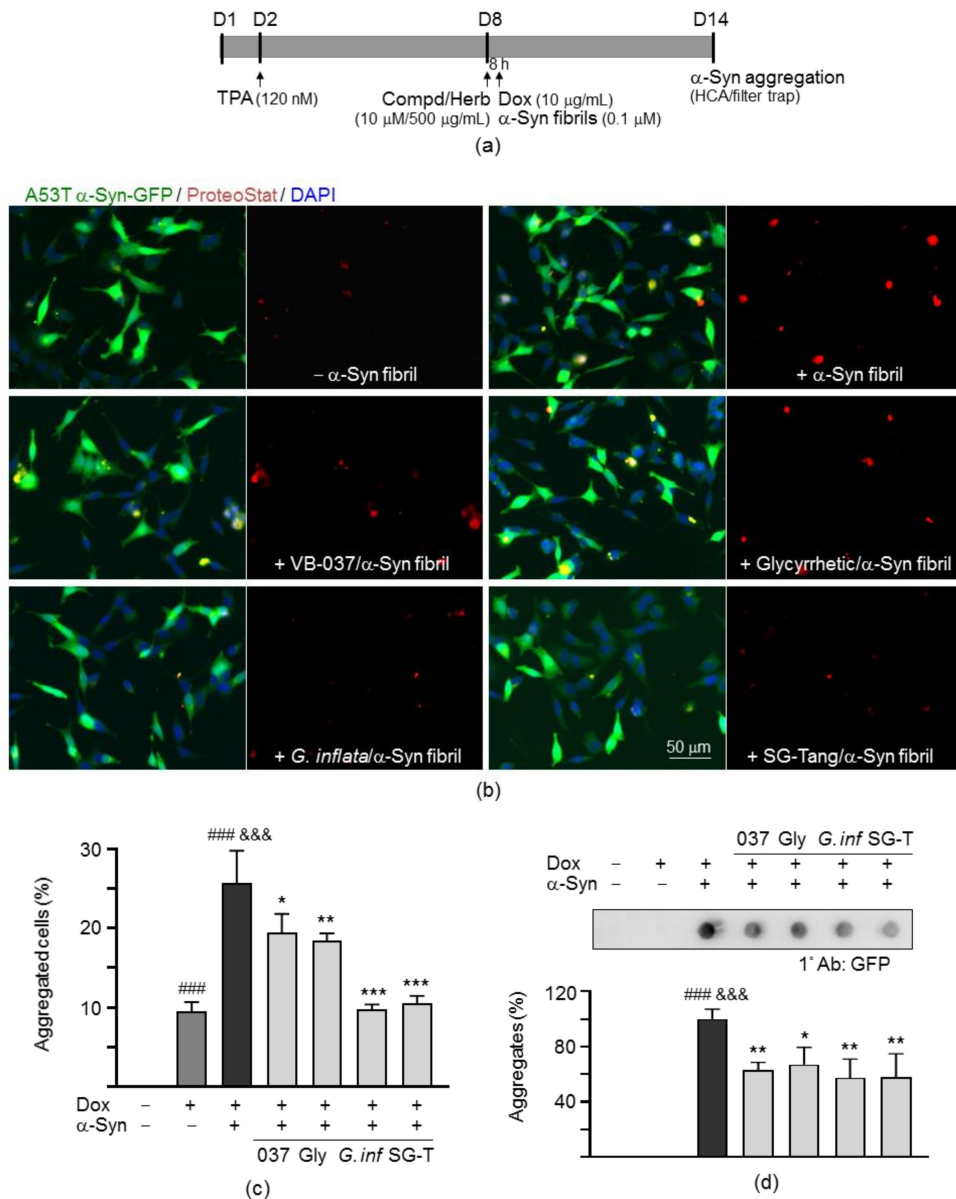 D1 D2 D8 D14
8 h
TPA (120 nM) Compd/Herb Dox (10 μg/mL) α-Syn aggregation
(10 μM/500 μg/mL) α-Syn fibrils (0.1 μM) (HCA/filter trap)
(a)
A53T α-Syn-GFP / ProteoStat / DAPI
– α-Syn fibril + α-Syn fibril
+ VB-037/α-Syn fibril + Glycyrrhetic/α-Syn fibril
50 μm
+ G. inflata/α-Syn fibril + SG-Tang/α-Syn fibril
(b)
Aggregated cells (%)
30
20
10
### ### &&& * ** *** ***
Dox – + + + + + +
α-Syn – – + + + + +
037 Gly G. inf SG-T
(c)
037 Gly G. inf SG-T
Dox – + + + + + +
α-Syn – – + + + + +
1° Ab: GFP
Aggregates (%)
120
80
40
### &&& ** * ** **
(d)